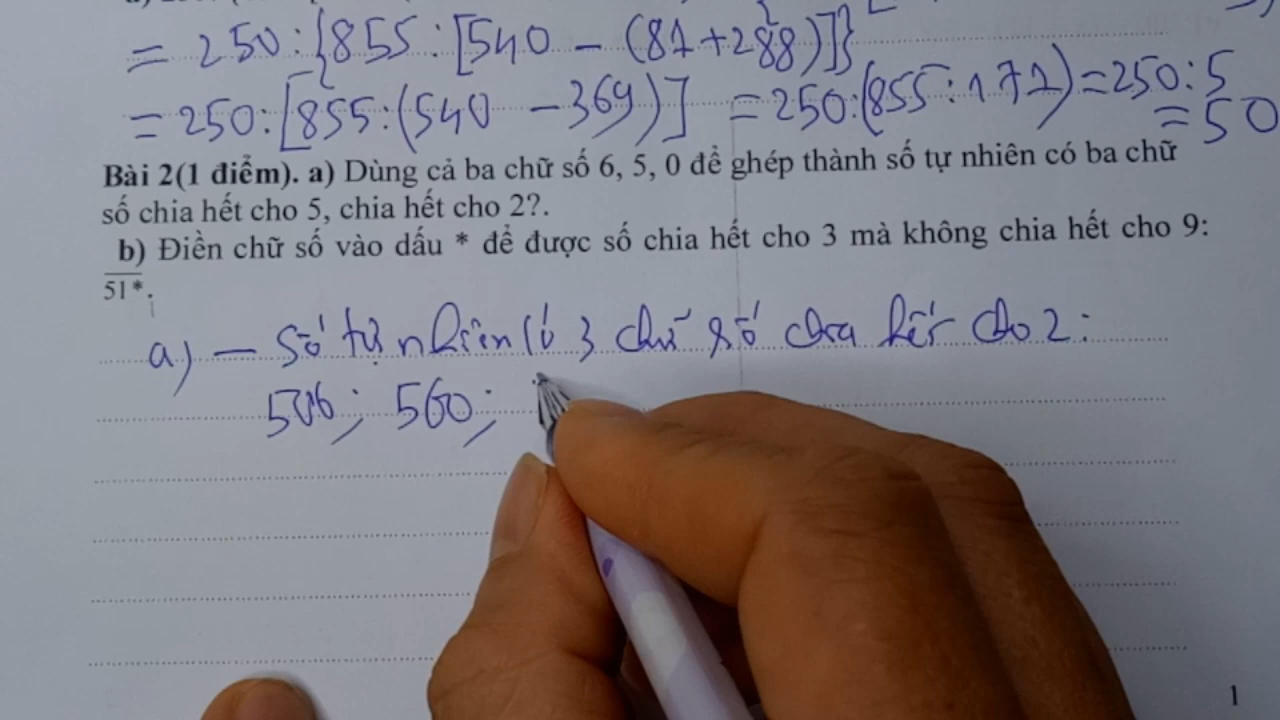 = 250 : {855 : [540 - (81 + 288)]}
= 250 : [855 : (540 - 369)] = 250 : (855 : 171) = 250 : 5
= 50
Bài 2(1 điểm). a) Dùng cả ba chữ số 6, 5, 0 để ghép thành số tự nhiên có ba chữ
số chia hết cho 5, chia hết cho 2?.
b) Điền chữ số vào dấu * để được số chia hết cho 3 mà không chia hết cho 9:
51*.
a) - Số tự nhiên có 3 chữ số chia hết cho 2 :
506; 560;
1